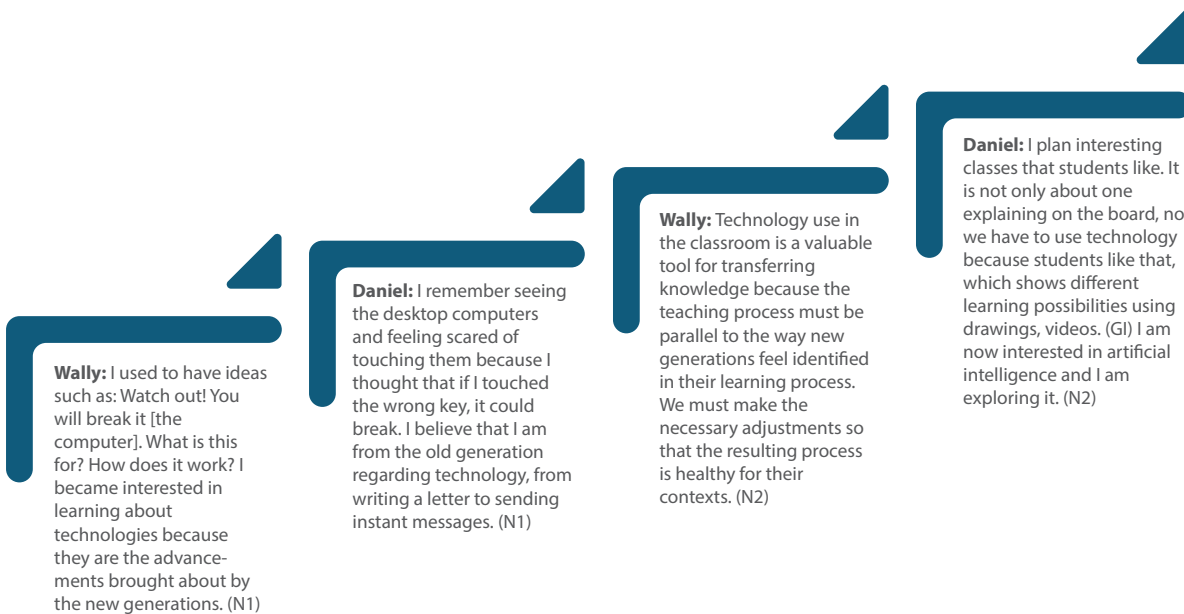 Wally: I used to have ideas
such as: Watch out! You
will break it [the
computer]. What is this
for? How does it work? I
became interested in
learning about
technologies because
they are the advance-
ments brought about by
the new generations. (N1)
Daniel: I remember seeing
the desktop computers
and feeling scared of
touching them because I
thought that if I touched
the wrong key, it could
break. I believe that I am
from the old generation
regarding technology, from
writing a letter to sending
instant messages. (N1)
Wally: Technology use in
the classroom is a valuable
tool for transferring
knowledge because the
teaching process must be
parallel to the way new
generations feel identified
in their learning process.
We must make the
necessary adjustments so
that the resulting process
is healthy for their
contexts. (N2)
Daniel: I plan interesting
classes that students like. It
is not only about one
explaining on the board, no
we have to use technology
because students like that,
which shows different
learning possibilities using
drawings, videos. (GI) I am
now interested in artificial
intelligence and I am
exploring it. (N2)